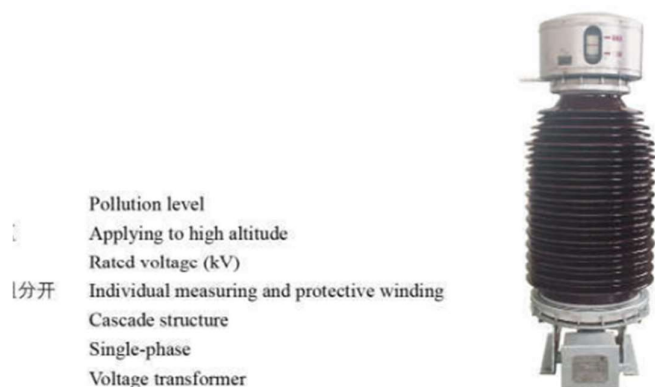 Pollution level
Applying to high altitude
Rated voltage (kV)
分开 Individual measuring and protective winding
Cascade structure
Single-phase
Voltage transformer